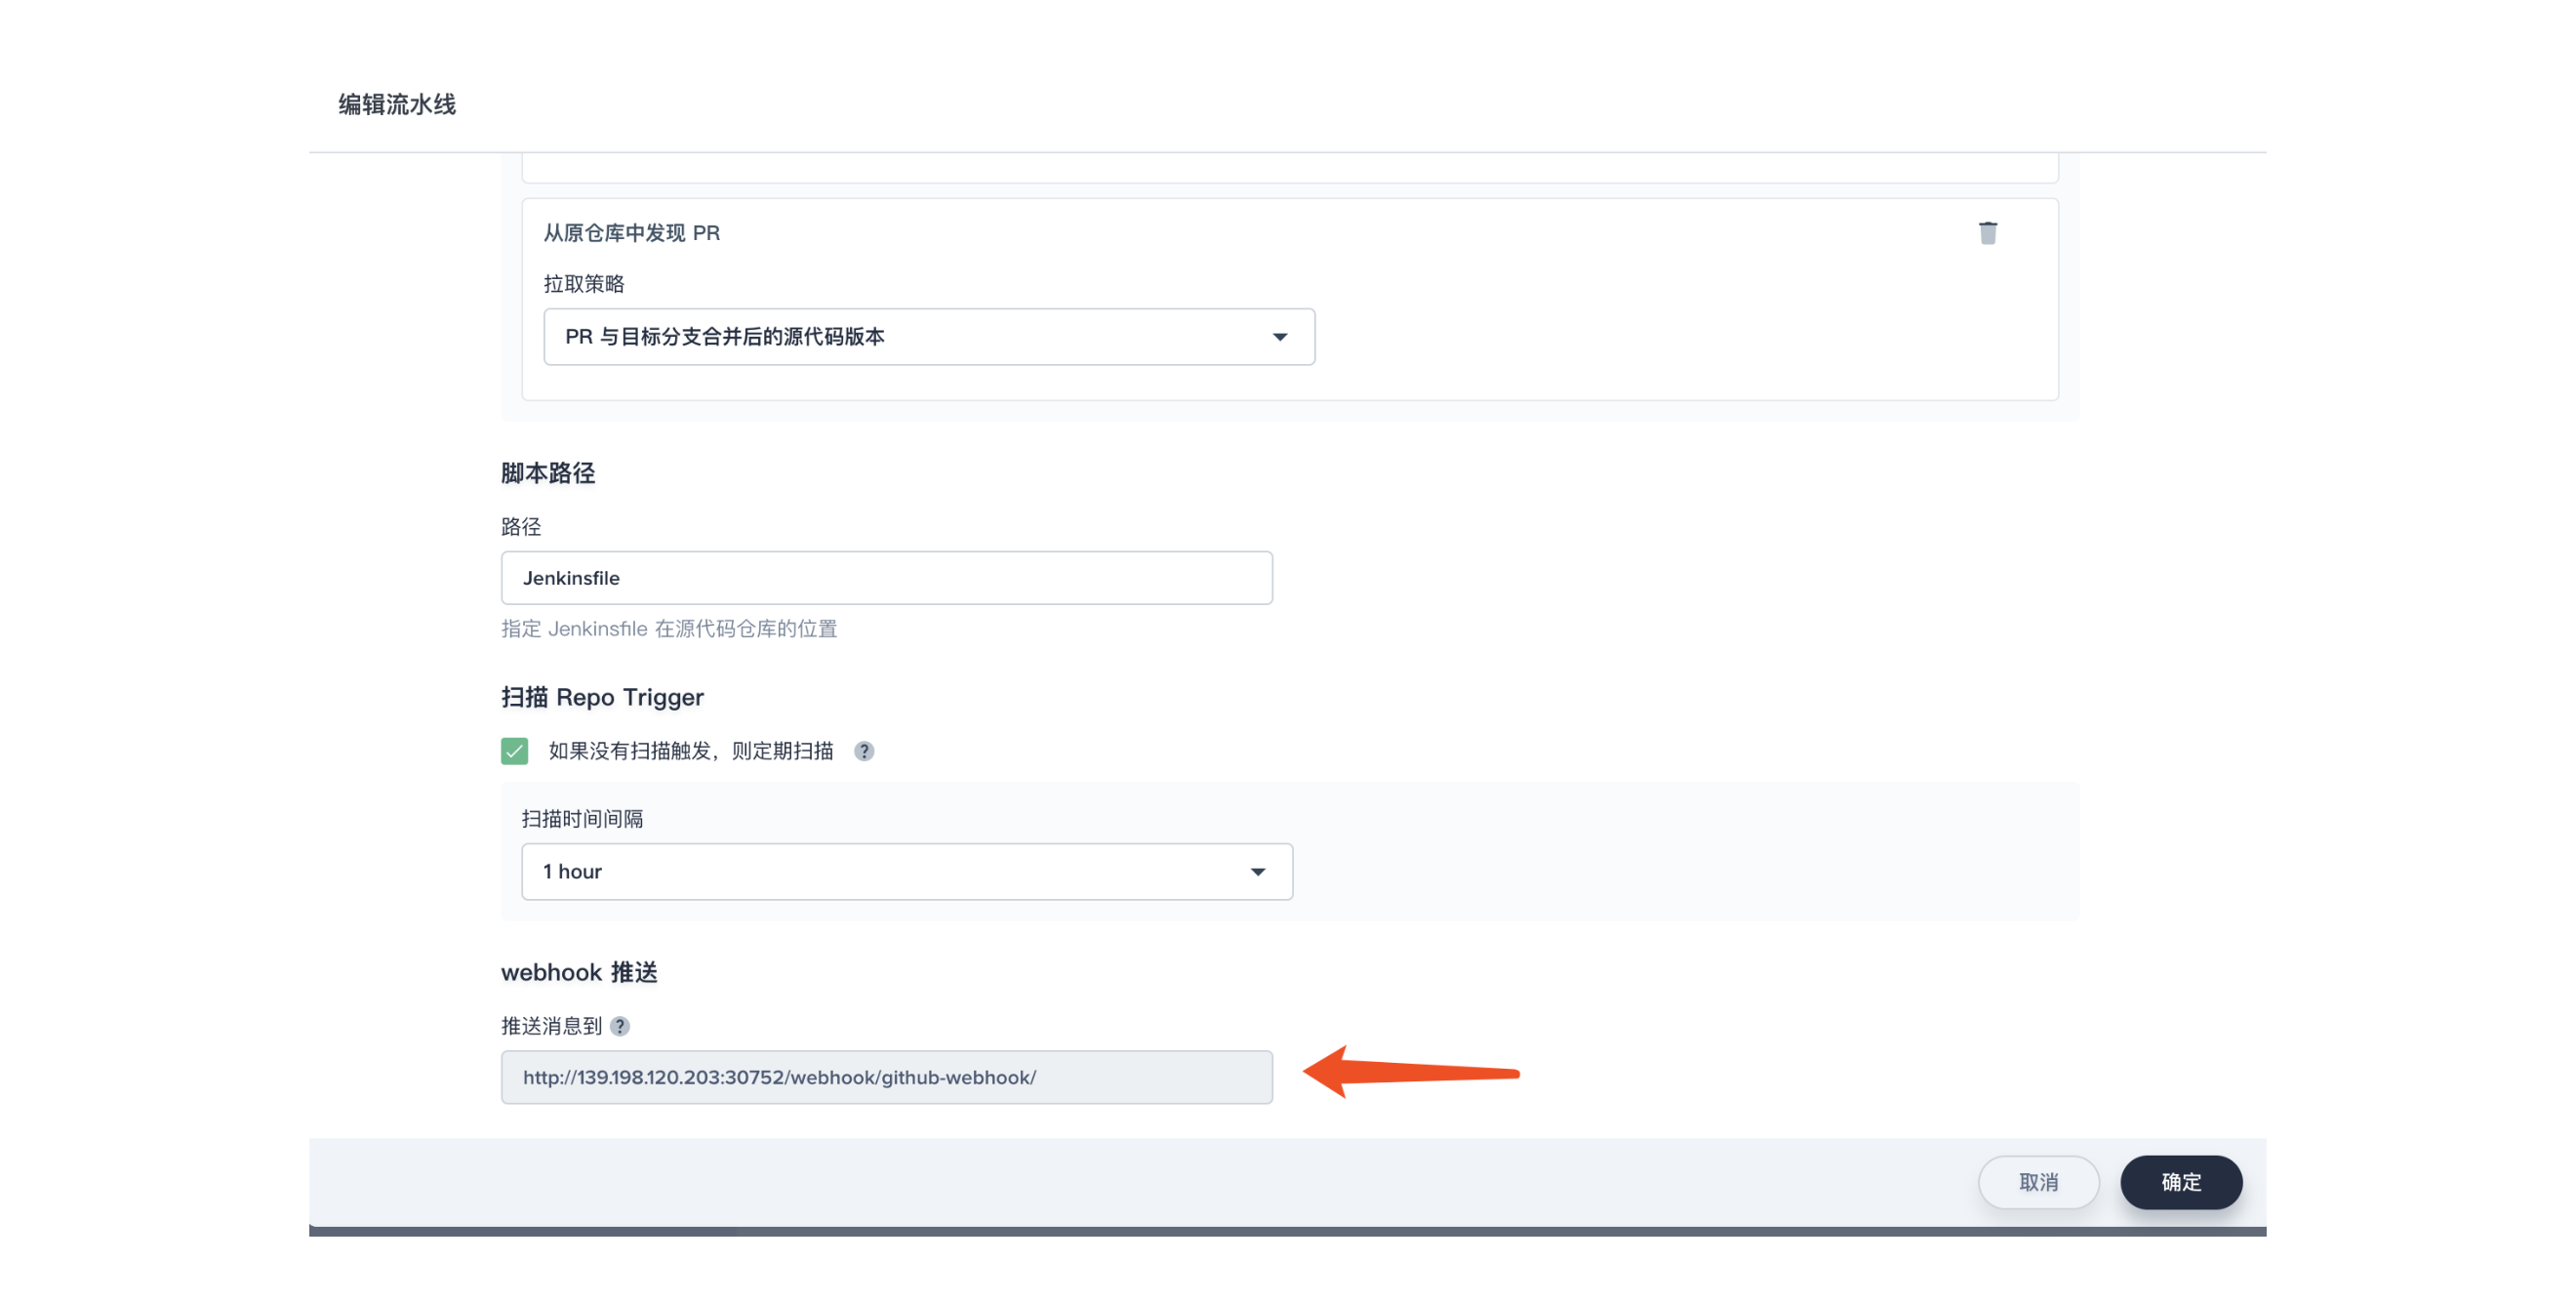 编辑流水线
从原仓库中发现 PR
拉取策略
PR 与目标分支合并后的源代码版本
脚本路径
路径
Jenkinsfile
指定 Jenkinsfile 在源代码仓库的位置
扫描 Repo Trigger
如果没有扫描触发，则定期扫描 ?
扫描时间间隔
1 hour
webhook 推送
推送消息到 ?
http://139.198.120.203:30752/webhook/github-webhook/
取消 确定